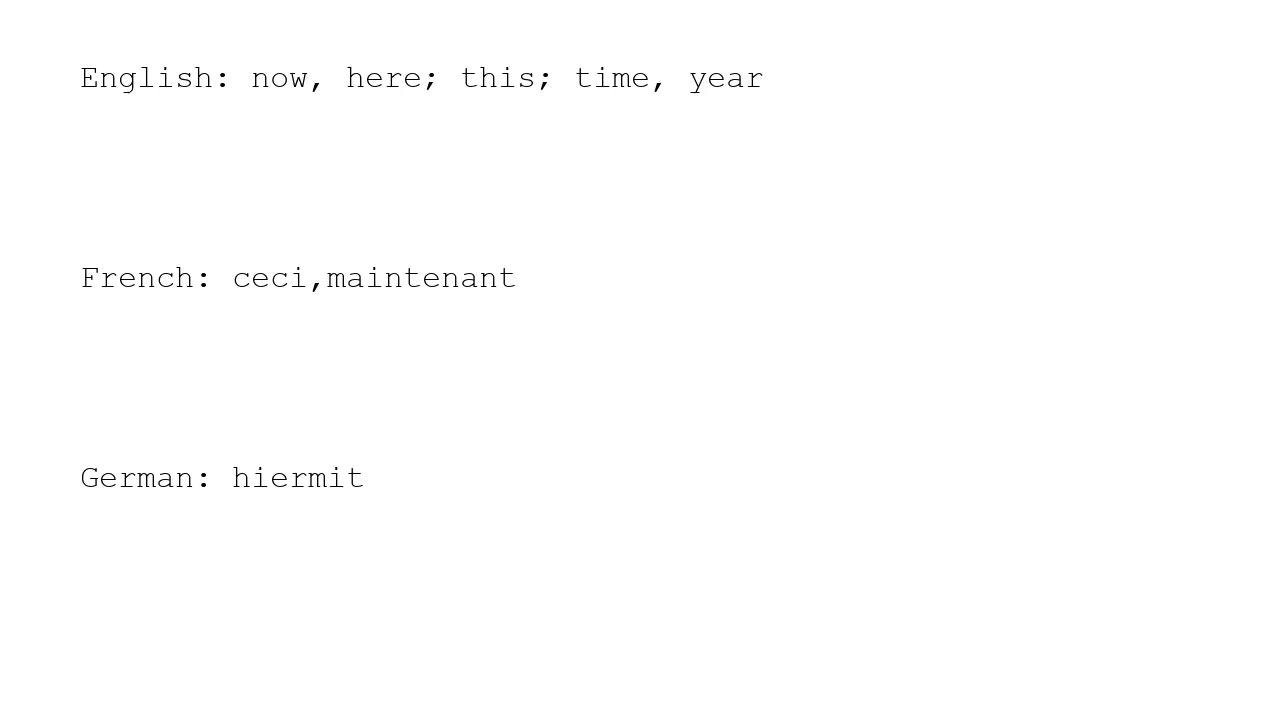 English: now, here; this; time, year
French: ceci,maintenant
German: hiermit